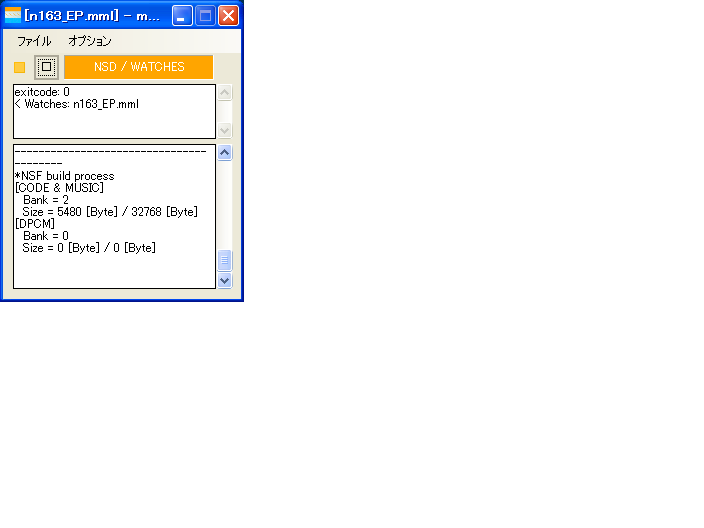 [n163_EP.mml] - m...
ファイル オプション
NSD / WATCHES
exitcode: 0
< Watches: n163_EP.mml
--------------------------------
--------
*NSF build process
[CODE & MUSIC]
Bank = 2
Size = 5480 [Byte] / 32768 [Byte]
[DPCM]
Bank = 0
Size = 0 [Byte] / 0 [Byte]